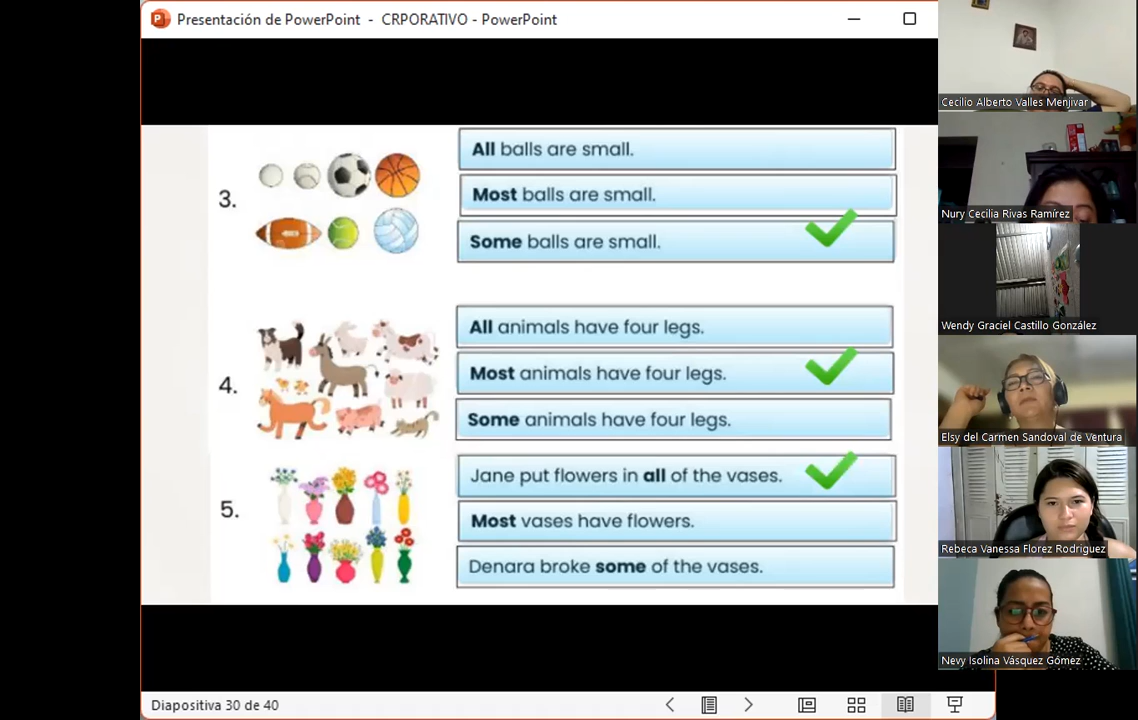 Presentación de PowerPoint - CRPORATIVO - PowerPoint
Cecilio Alberto Valles Menjivar
Nury Cecilia Rivas Ramírez
Wendy Graciel Castillo González
Elsy del Carmen Sandoval de Ventura
Rebeca Vanessa Florez Rodriguez
Nevy Isolina Vásquez Gómez
3.
All balls are small.
Most balls are small.
Some balls are small.
4.
All animals have four legs.
Most animals have four legs.
Some animals have four legs.
5.
Jane put flowers in all of the vases.
Most vases have flowers.
Denara broke some of the vases.
Diapositiva 30 de 40